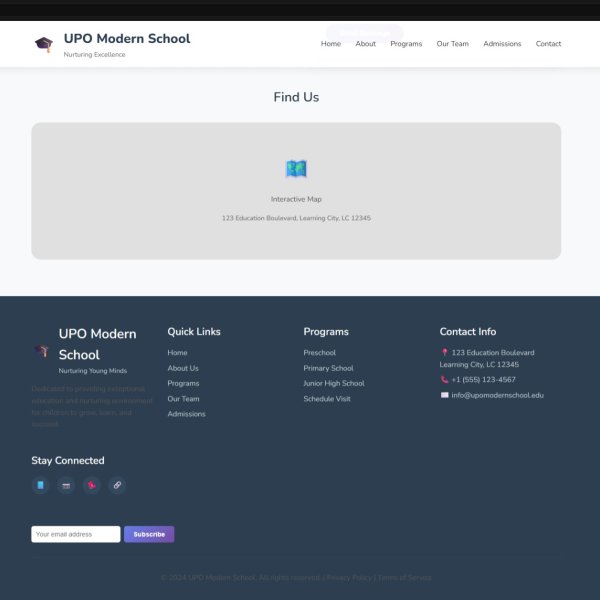 UPO Modern School
Nurturing Excellence
Home
About
Programs
Our Team
Admissions
Contact
Find Us
Interactive Map
123 Education Boulevard, Learning City, LC 12345
UPO Modern
School
Nurturing Young Minds
Dedicated to providing exceptional
education and nurturing environment
for children to grow, learn, and
succeed.
Quick Links
Home
About Us
Programs
Our Team
Admissions
Programs
Preschool
Primary School
Junior High School
Schedule Visit
Contact Info
123 Education Boulevard
Learning City, LC 12345
+1 (555) 123-4567
info@upomodernschool.edu
Stay Connected
Your email address
Subscribe
© 2024 UPO Modern School. All rights reserved. | Privacy Policy | Terms of Service